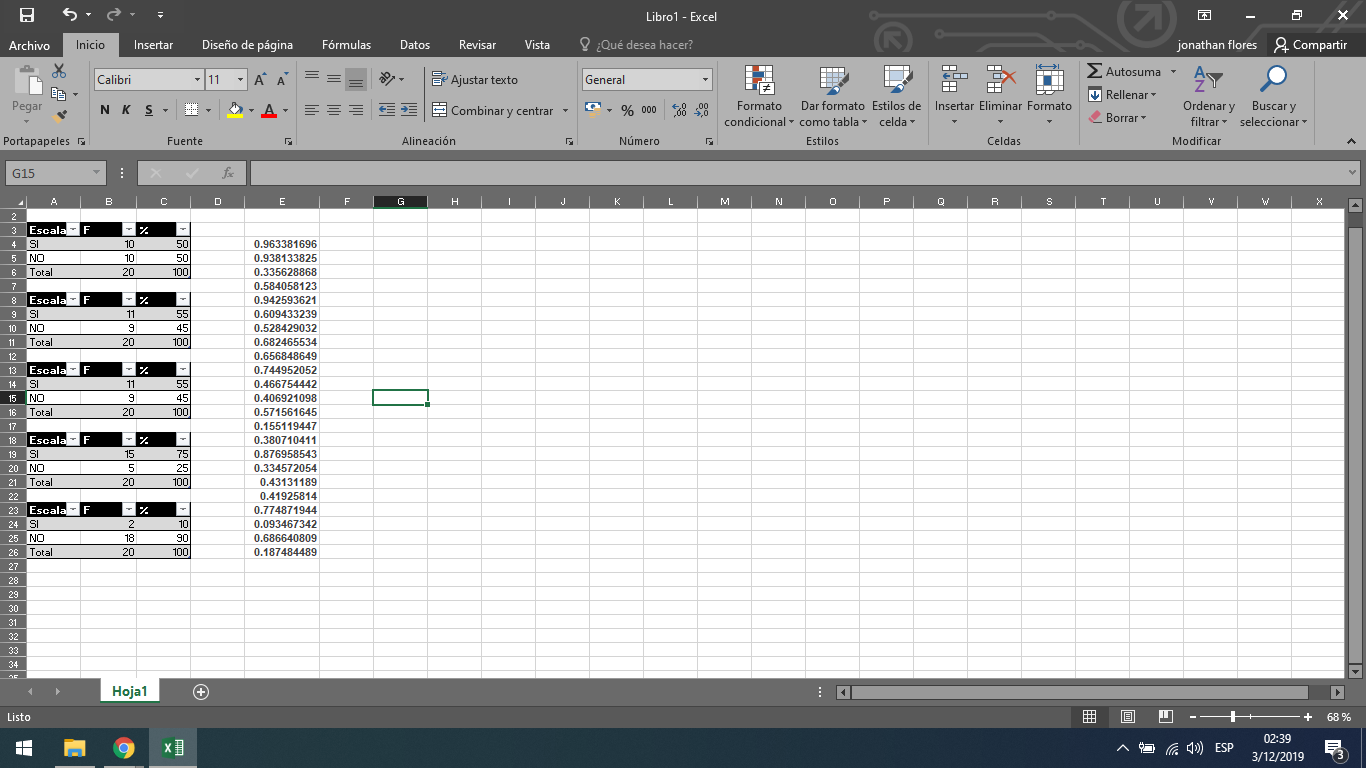 Libro1 - Excel
Archivo Inicio Insertar Diseño de página Fórmulas Datos Revisar Vista ¿Qué desea hacer? jonathan flores Compartir
Pegar Calibri 11 Ajustar texto General Formato condicional Dar formato como tabla Estilos de celda Insertar Eliminar Formato Autosuma Rellenar Borrar Ordenar y filtrar Buscar y seleccionar
N K S Combinar y centrar % 000
Portapapeles Fuente Alineación Número Estilos Celdas Modificar
G15 fx
A B C D E F G H I J K L M N O P Q R S T U V W X
2
3 Escala F %
4 SI 10 50 0.963381696
5 NO 10 50 0.938133825
6 Total 20 100 0.335628868
7 0.584058123
8 Escala F % 0.942593621
9 SI 11 55 0.609433239
10 NO 9 45 0.528429032
11 Total 20 100 0.682465534
12 0.656848649
13 Escala F % 0.744952052
14 SI 11 55 0.466754442
15 NO 9 45 0.406921098
16 Total 20 100 0.571561645
17 0.155119447
18 Escala F % 0.380710411
19 SI 15 75 0.876958543
20 NO 5 25 0.334572054
21 Total 20 100 0.43131189
22 0.41925814
23 Escala F % 0.774871944
24 SI 2 10 0.093467342
25 NO 18 90 0.686640809
26 Total 20 100 0.187484489
27
28
29
30
31
32
33
34
Hoja1
Listo 68 %
ESP 02:39
3/12/2019 3